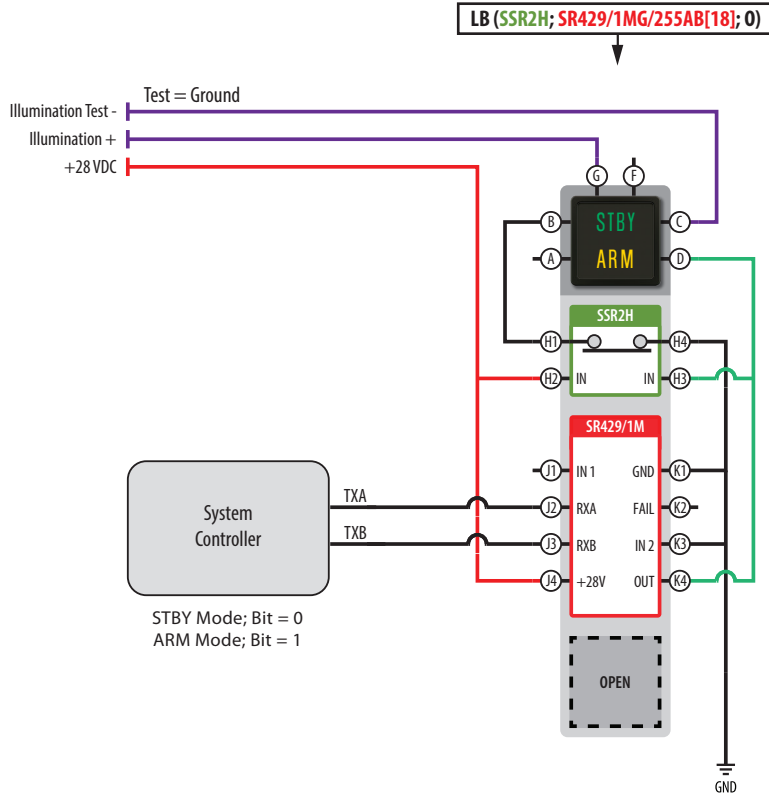 LB (SSR2H; SR429/1MG/255AB[18]; 0)
Test = Ground
Illumination Test -
Illumination +
+28 VDC
G F
B STBY C
A ARM D
SSR2H
H1 H4
H2 IN IN H3
SR429/1M
J1 IN 1 GND K1
J2 RXA FAIL K2
J3 RXB IN 2 K3
J4 +28V OUT K4
System
Controller
TXA
TXB
STBY Mode; Bit = 0
ARM Mode; Bit = 1
OPEN
GND